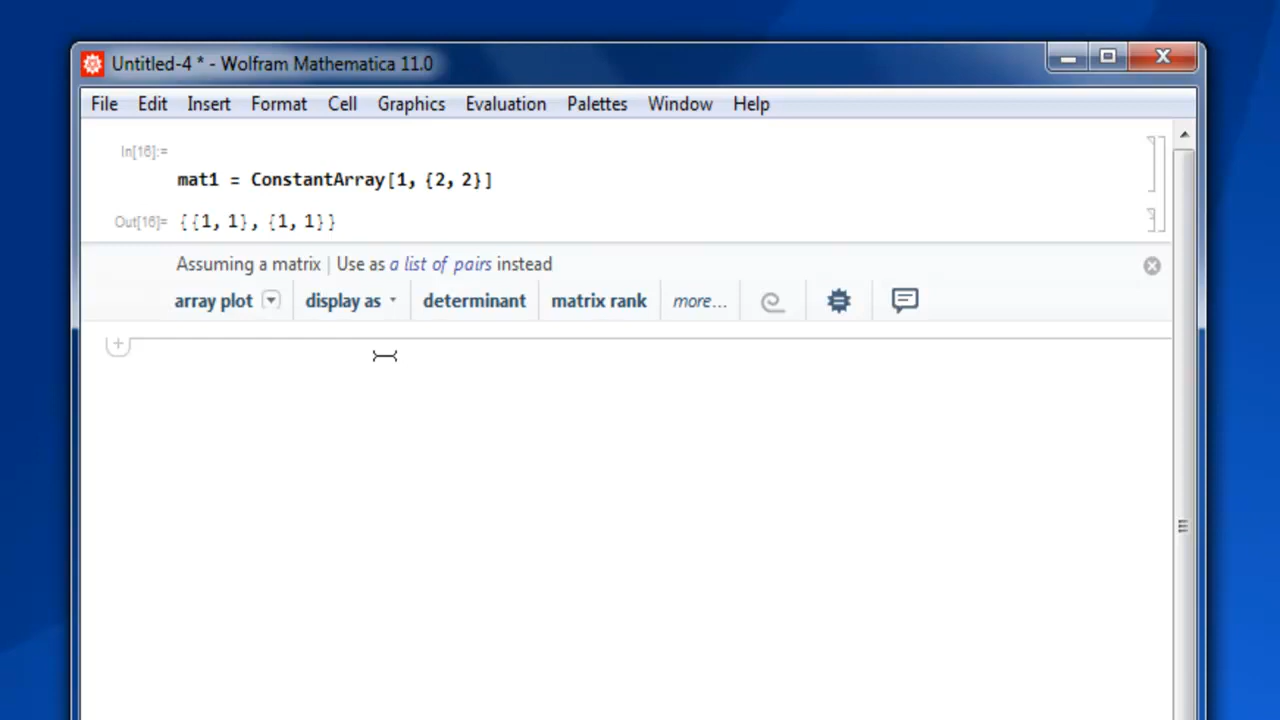 Untitled-4 * - Wolfram Mathematica 11.0
File Edit Insert Format Cell Graphics Evaluation Palettes Window Help
In[16]:=
mat1 = ConstantArray[1, {2, 2}]
Out[16]= {{1, 1}, {1, 1}}
Assuming a matrix | Use as a list of pairs instead
array plot display as determinant matrix rank more...